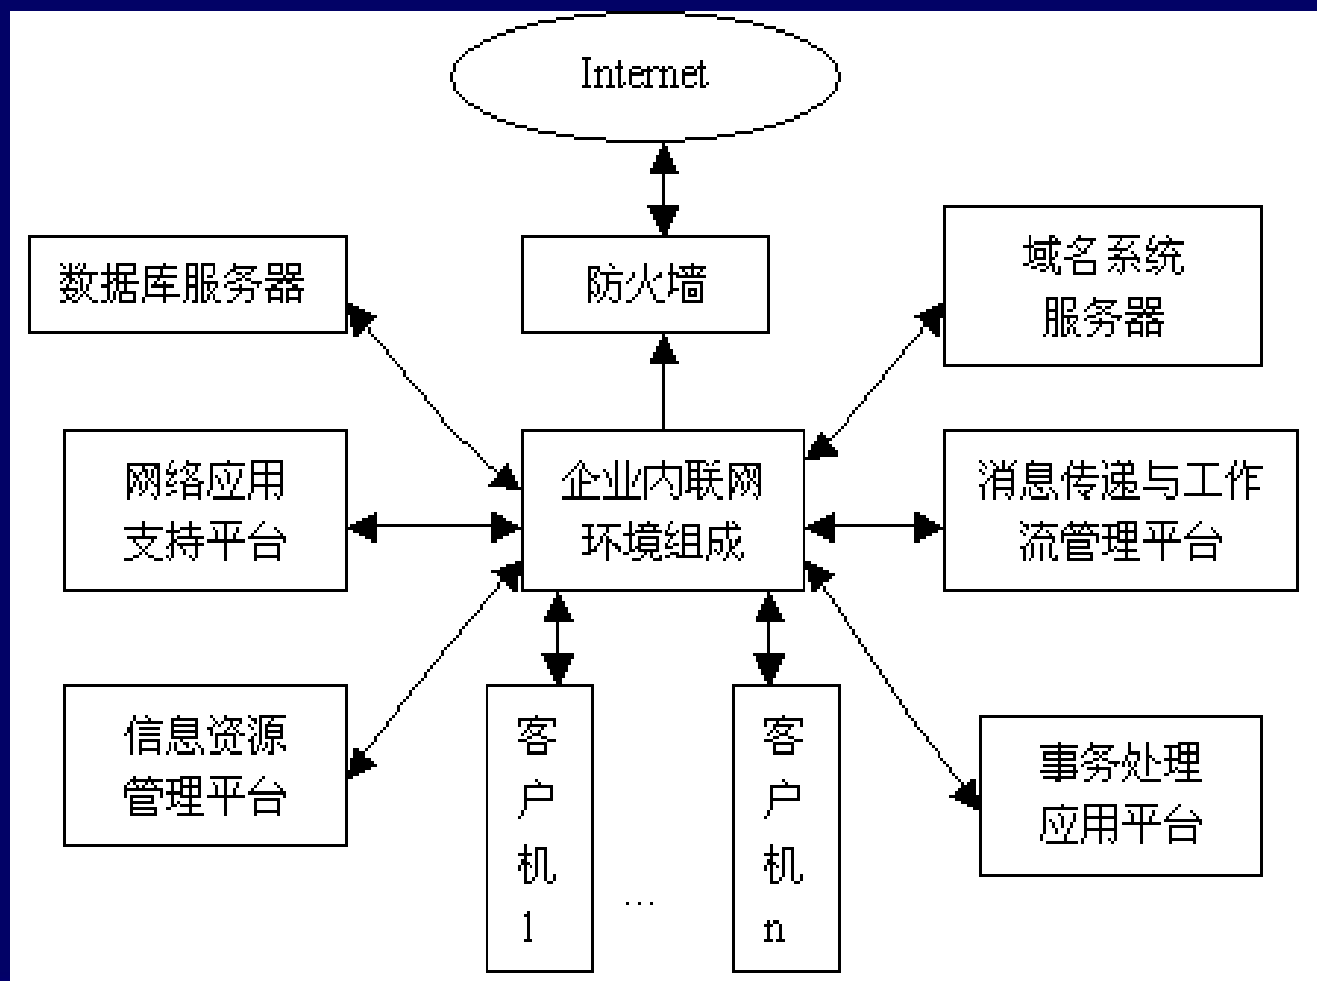 Internet
数据库服务器
防火墙
域名系统
服务器
网络应用
支持平台
企业内联网
环境组成
消息传递与工作
流管理平台
信息资源
管理平台
客
户
机
1
…
客
户
机
n
事务处理
应用平台